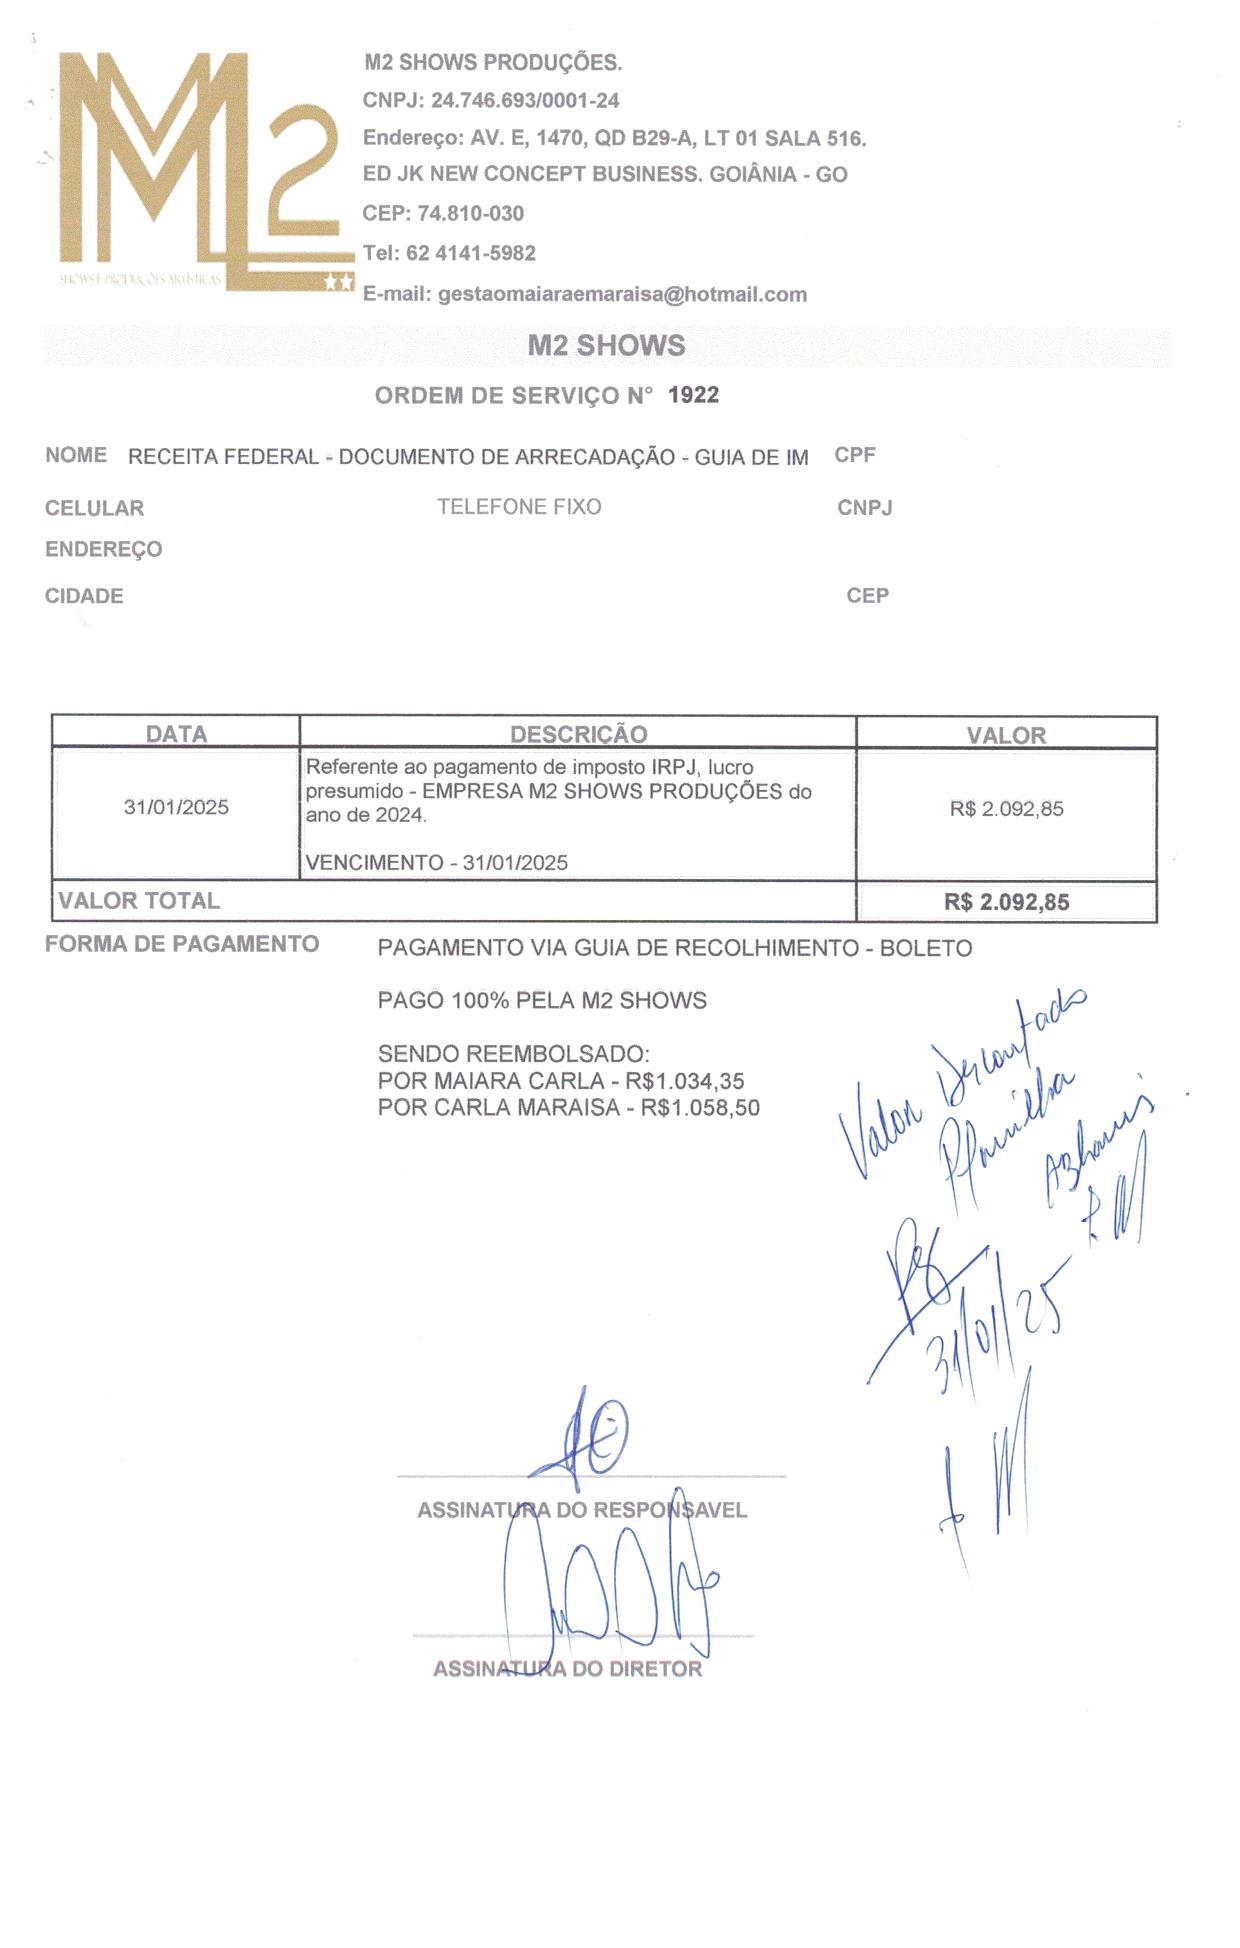 M2 SHOWS PRODUÇÕES.
CNPJ: 24.746.693/0001-24
Endereço: AV. E, 1470, QD B29-A, LT 01 SALA 516.
ED JK NEW CONCEPT BUSINESS. GOIÂNIA - GO
CEP: 74.810-030
Tel: 62 4141-5982
E-mail: gestaomaiaraemaraisa@hotmail.com
ML2
SHOWS E PRODUÇÕES ARTÍSTICAS
M2 SHOWS
ORDEM DE SERVIÇO N° 1922
NOME RECEITA FEDERAL - DOCUMENTO DE ARRECADAÇÃO - GUIA DE IM CPF
CELULAR TELEFONE FIXO CNPJ
ENDEREÇO
CIDADE CEP
DATA DESCRIÇÃO VALOR
Referente ao pagamento de imposto IRPJ, lucro
presumido - EMPRESA M2 SHOWS PRODUÇÕES do
31/01/2025 R$ 2.092,85
ano de 2024.
VENCIMENTO - 31/01/2025
VALOR TOTAL R$ 2.092,85
FORMA DE PAGAMENTO PAGAMENTO VIA GUIA DE RECOLHIMENTO - BOLETO
PAGO 100% PELA M2 SHOWS
SENDO REEMBOLSADO:
POR MAIARA CARLA - R$1.034,35
POR CARLA MARAISA - R$1.058,50
Valor Descontado
31/01/25
ASSINATURA DO RESPONSAVEL
ASSINATURA DO DIRETOR